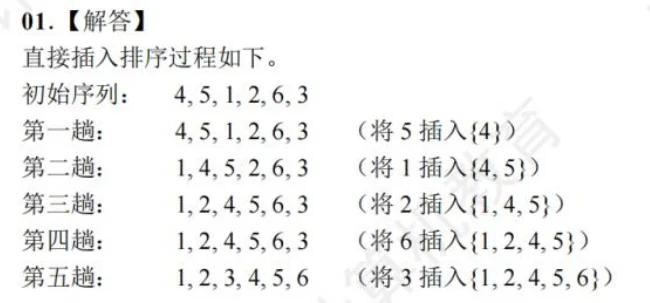 01.【解答】
直接插入排序过程如下。
初始序列： 4, 5, 1, 2, 6, 3
第一趟： 4, 5, 1, 2, 6, 3 （将 5 插入{4}）
第二趟： 1, 4, 5, 2, 6, 3 （将 1 插入{4, 5}）
第三趟： 1, 2, 4, 5, 6, 3 （将 2 插入{1, 4, 5}）
第四趟： 1, 2, 4, 5, 6, 3 （将 6 插入{1, 2, 4, 5}）
第五趟： 1, 2, 3, 4, 5, 6 （将 3 插入{1, 2, 4, 5, 6}）
算机教育